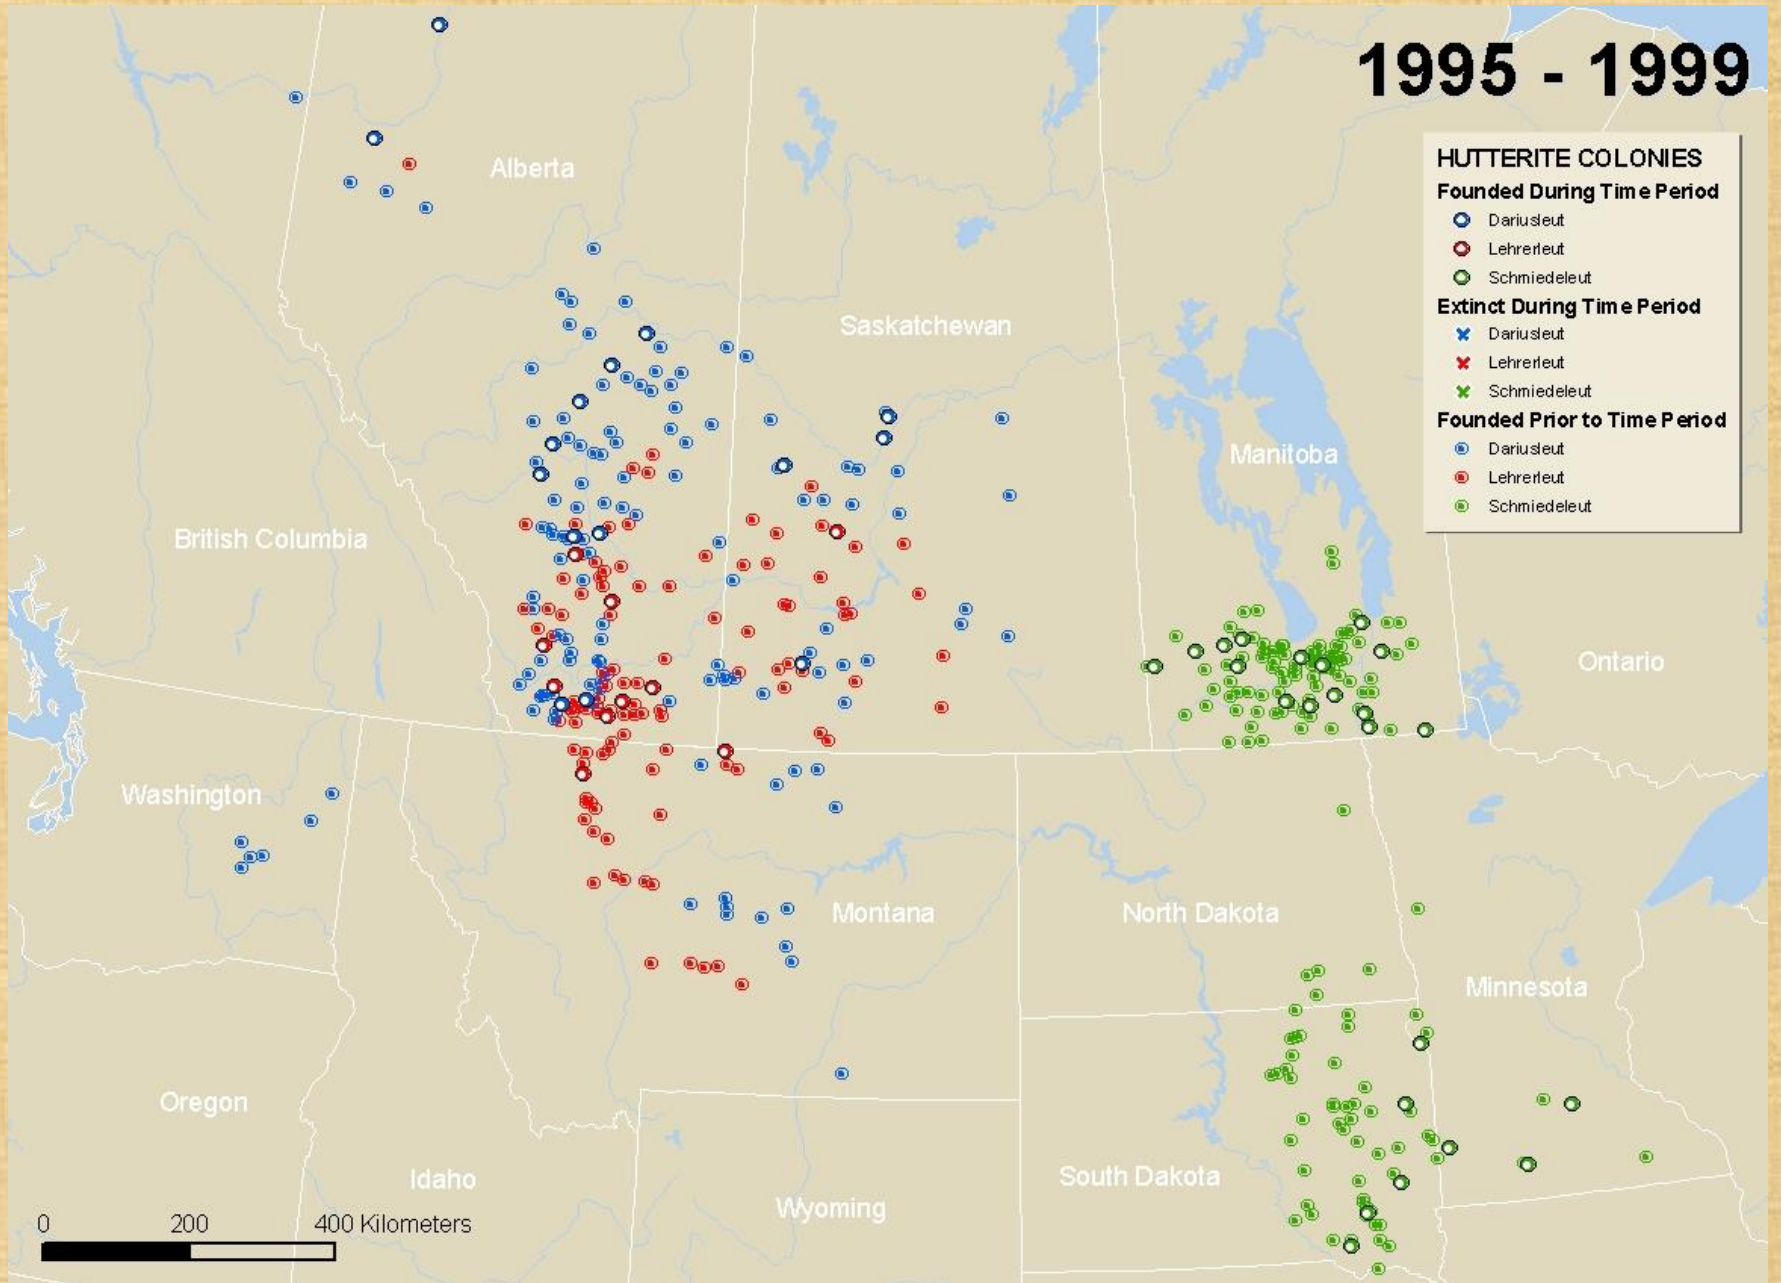 1995 - 1999
HUTTERITE COLONIES
Founded During Time Period
Dariusleut
Lehrerleut
Schmiedeleut
Extinct During Time Period
Dariusleut
Lehrerleut
Schmiedeleut
Founded Prior to Time Period
Dariusleut
Lehrerleut
Schmiedeleut
Alberta
Saskatchewan
Manitoba
British Columbia
Ontario
Washington
Montana
North Dakota
Minnesota
Oregon
Idaho
South Dakota
Wyoming
0 200 400 Kilometers